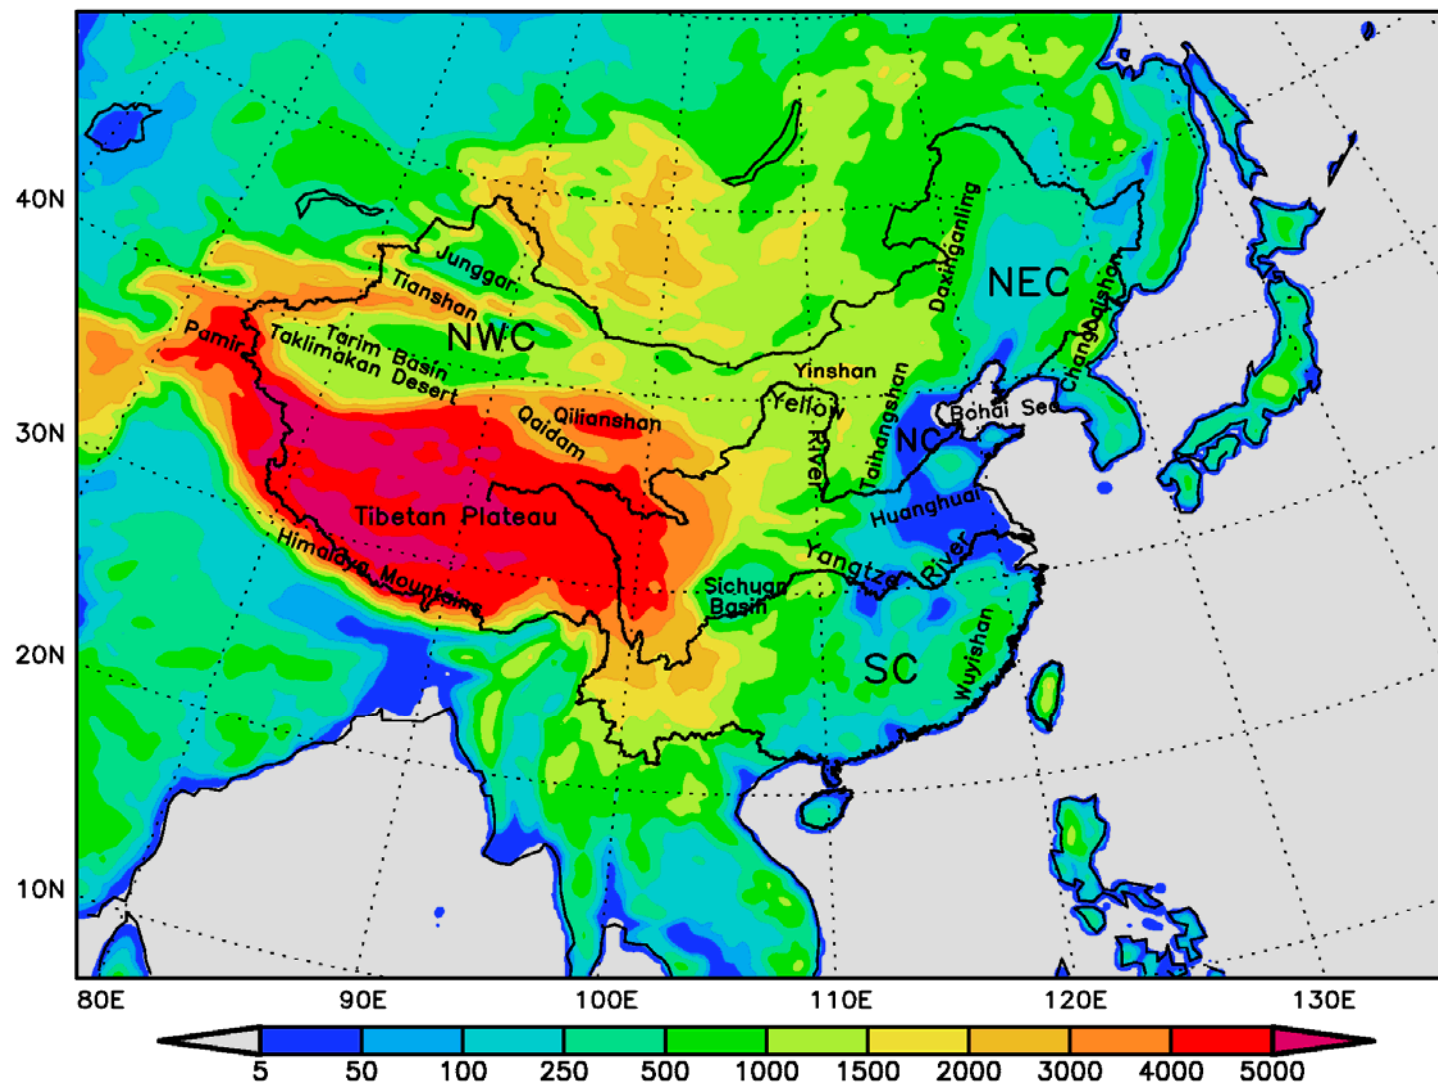 40N
30N
20N
10N
Junggar
Tianshan
NWC
Pamir
Tarim Basin
Taklimakan Desert
Qilianshan
Qaidam
Tibetan Plateau
Himalaya Mountains
Daxinganling
NEC
Changbaishan
Yinshan
Yellow
River
Taihangshan
Bohai Sea
NC
Huanghuai
Yangtze
River
Sichuan
Basin
SC
Wuyishan
80E 90E 100E 110E 120E 130E
5 50 100 250 500 1000 1500 2000 3000 4000 5000